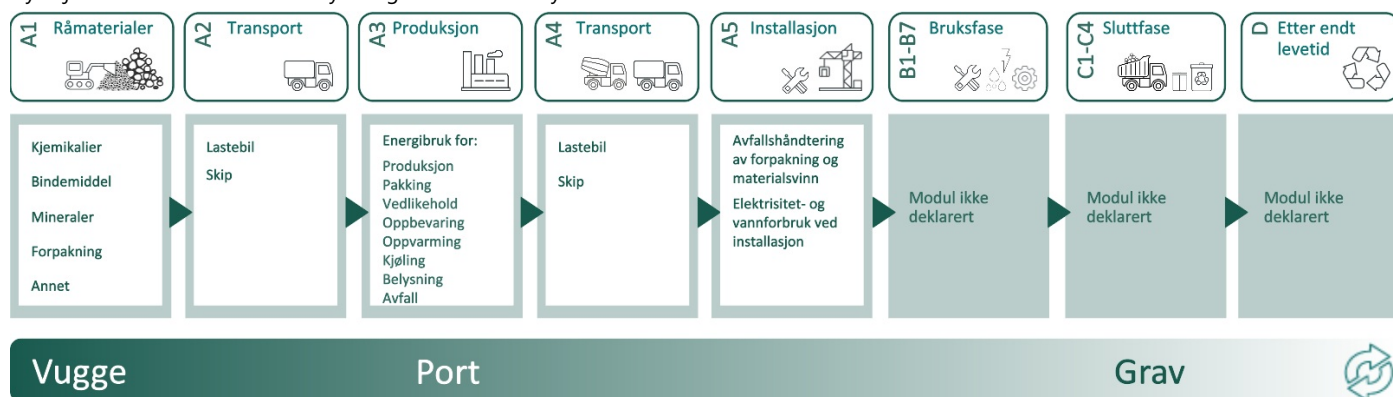 A1 Råmaterialer
A2 Transport
A3 Produksjon
A4 Transport
A5 Installasjon
B1-B7 Bruksfase
C1-C4 Sluttfase
D Etter endt
levetid
Kjemikalier
Bindemiddel
Mineraler
Forpakning
Annet
Lastebil
Skip
Energibruk for:
Produksjon
Pakking
Vedlikehold
Oppbevaring
Oppvarming
Kjøling
Belysning
Avfall
Lastebil
Skip
Avfallshåndtering
av forpakning og
materialsvinn
Elektrisitet- og
vannforbruk ved
installasjon
Modul ikke
deklarert
Modul ikke
deklarert
Modul ikke
deklarert
Vugge
Port
Grav